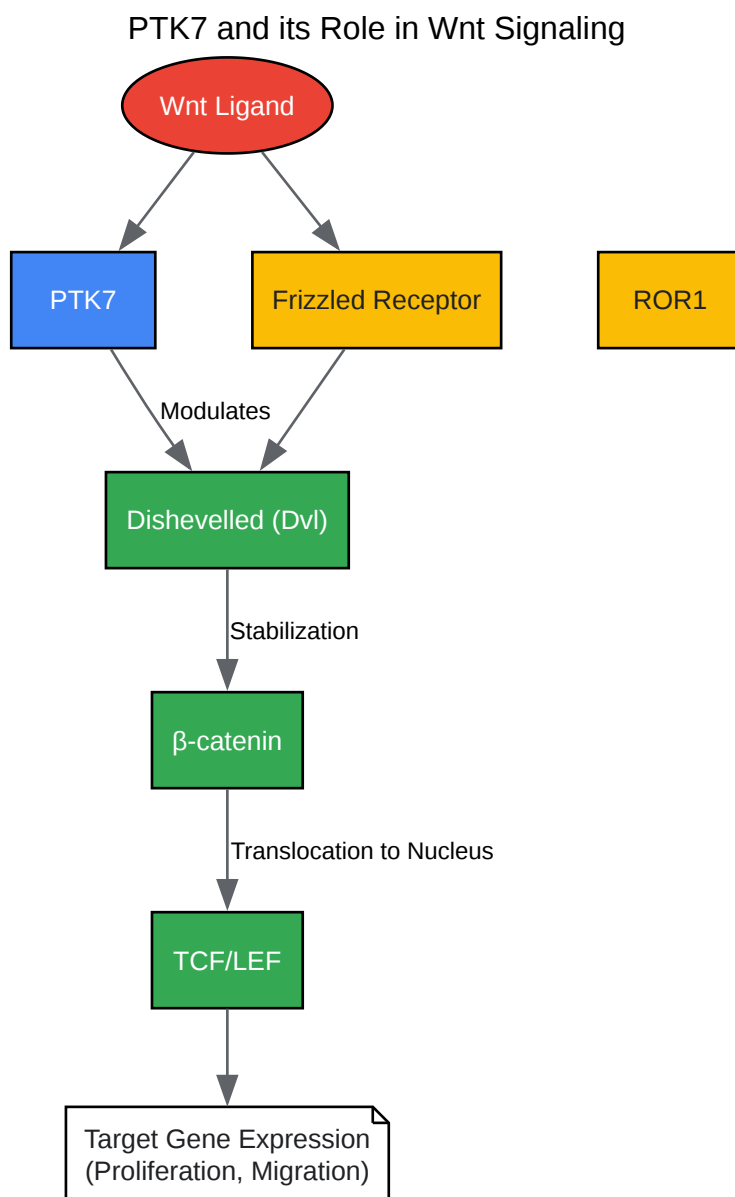 PTK7 and its Role in Wnt Signaling
Wnt Ligand
PTK7
Frizzled Receptor
ROR1
Modulates
Dishevelled (Dvl)
Stabilization
β-catenin
Translocation to Nucleus
TCF/LEF
Target Gene Expression
(Proliferation, Migration)